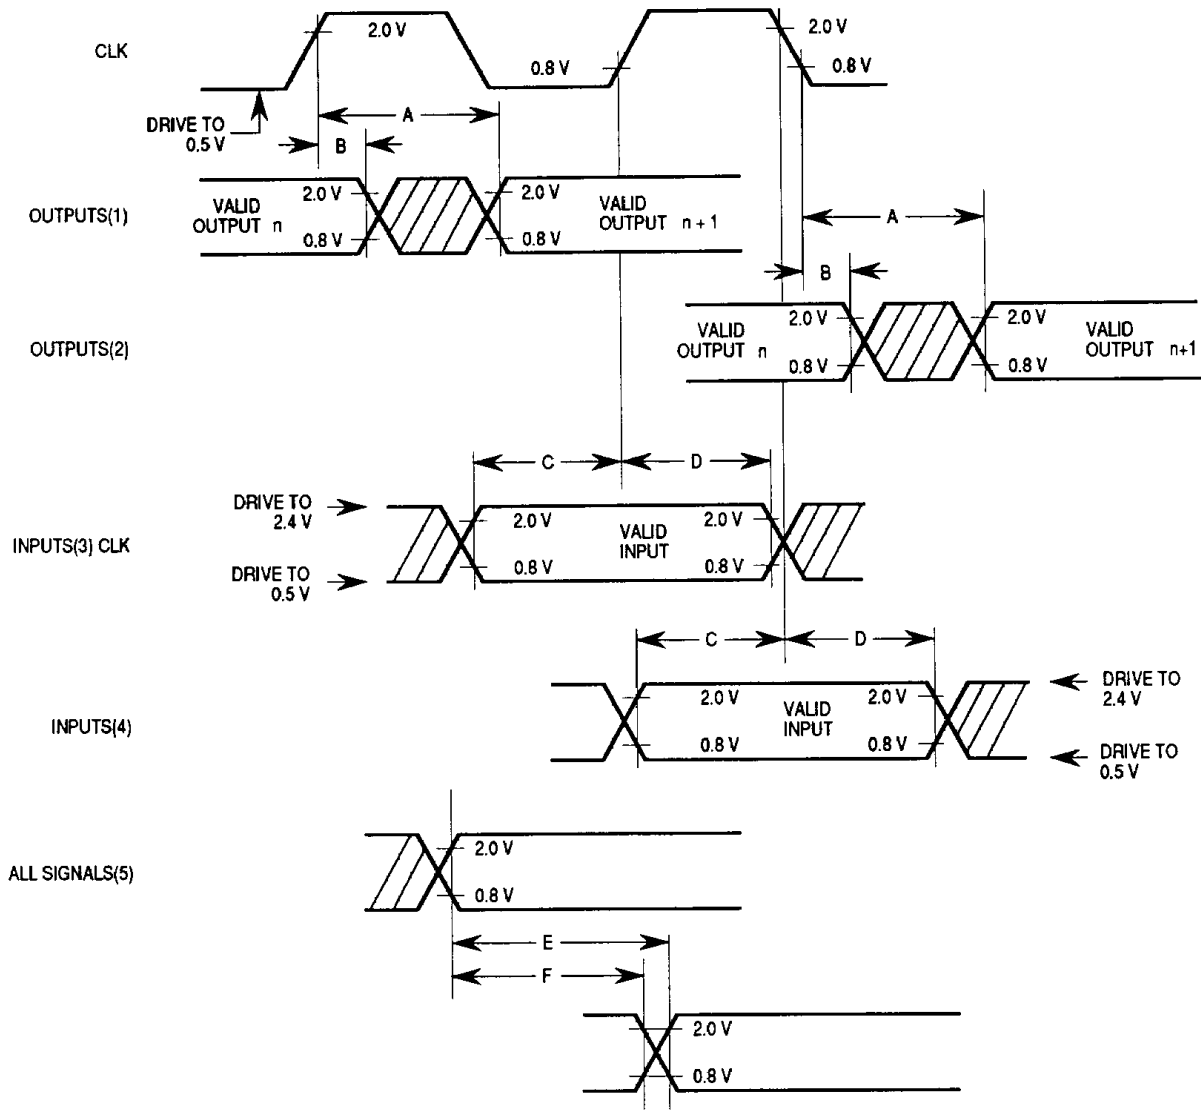 CLK
2.0 V
0.8 V
2.0 V
0.8 V
DRIVE TO
0.5 V
A
B
OUTPUTS(1)
VALID
OUTPUT n
2.0 V
0.8 V
2.0 V
0.8 V
VALID
OUTPUT n + 1
A
B
OUTPUTS(2)
VALID
OUTPUT n
2.0 V
0.8 V
2.0 V
0.8 V
VALID
OUTPUT n+1
C
D
DRIVE TO
2.4 V
INPUTS(3) CLK
DRIVE TO
0.5 V
2.0 V
0.8 V
VALID
INPUT
2.0 V
0.8 V
C
D
INPUTS(4)
2.0 V
0.8 V
VALID
INPUT
2.0 V
0.8 V
DRIVE TO
2.4 V
DRIVE TO
0.5 V
ALL SIGNALS(5)
2.0 V
0.8 V
E
F
2.0 V
0.8 V